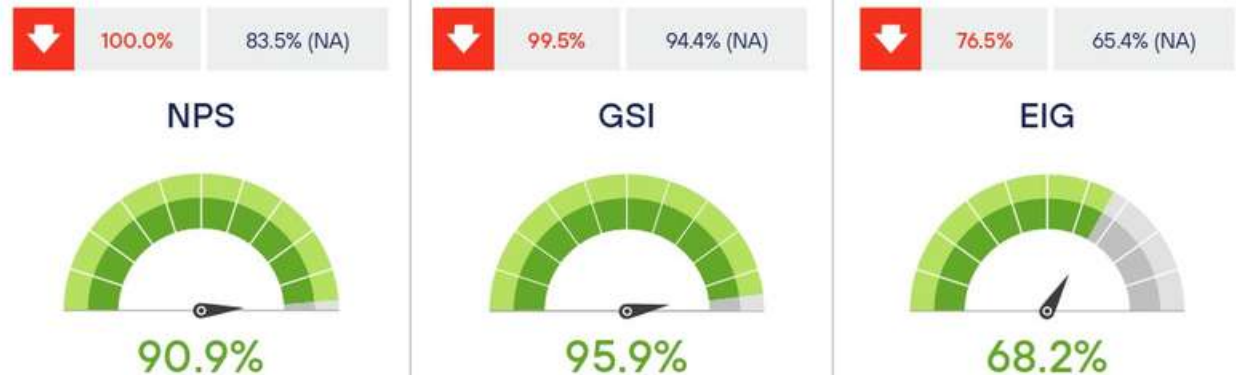 100.0% 83.5% (NA)
NPS
90.9%
99.5% 94.4% (NA)
GSI
95.9%
76.5% 65.4% (NA)
EIG
68.2%